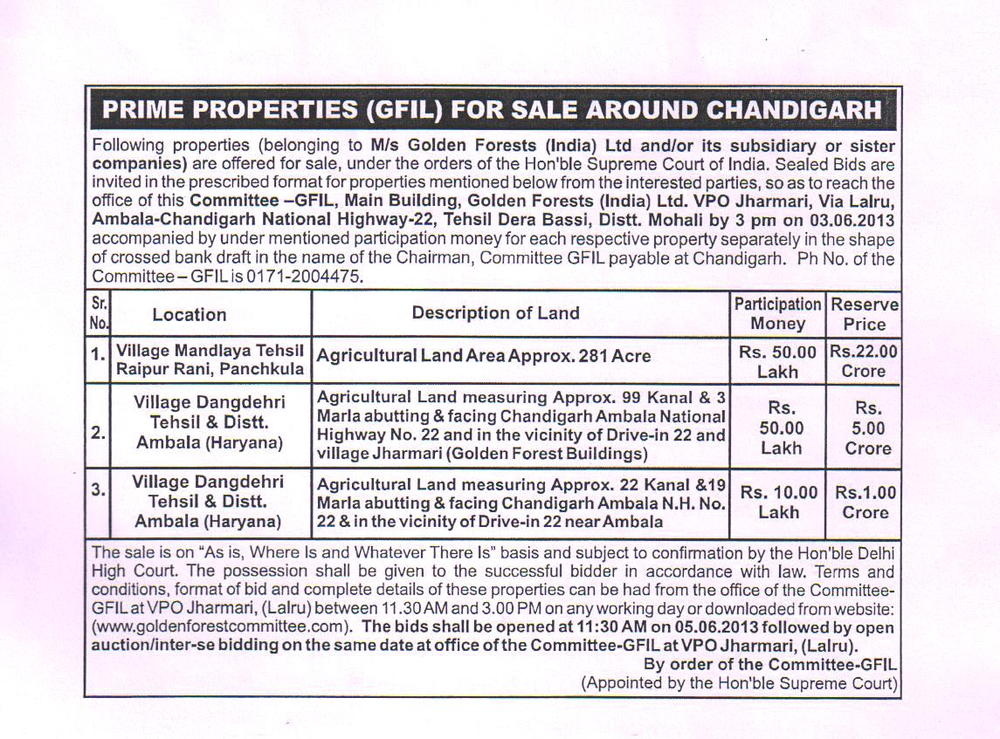 PRIME PROPERTIES (GFIL) FOR SALE AROUND CHANDIGARH
Following properties (belonging to M/s Golden Forests (India) Ltd and/or its subsidiary or sister
companies) are offered for sale, under the orders of the Hon'ble Supreme Court of India. Sealed Bids are
invited in the prescribed format for properties mentioned below from the interested parties, so as to reach the
office of this Committee –GFIL, Main Building, Golden Forests (India) Ltd. VPO Jharmari, Via Lalru,
Ambala-Chandigarh National Highway-22, Tehsil Dera Bassi, Distt. Mohali by 3 pm on 03.06.2013
accompanied by under mentioned participation money for each respective property separately in the shape
of crossed bank draft in the name of the Chairman, Committee GFIL payable at Chandigarh. Ph No. of the
Committee – GFIL is 0171-2004475.
Sr. No.
Location
Description of Land
Participation Money
Reserve Price
1.
Village Mandlaya Tehsil
Raipur Rani, Panchkula
Agricultural Land Area Approx. 281 Acre
Rs. 50.00
Lakh
Rs.22.00
Crore
2.
Village Dangdehri
Tehsil & Distt.
Ambala (Haryana)
Agricultural Land measuring Approx. 99 Kanal & 3
Marla abutting & facing Chandigarh Ambala National
Highway No. 22 and in the vicinity of Drive-in 22 and
village Jharmari (Golden Forest Buildings)
Rs.
50.00
Lakh
Rs.
5.00
Crore
3.
Village Dangdehri
Tehsil & Distt.
Ambala (Haryana)
Agricultural Land measuring Approx. 22 Kanal &19
Marla abutting & facing Chandigarh Ambala N.H. No.
22 & in the vicinity of Drive-in 22 near Ambala
Rs. 10.00
Lakh
Rs.1.00
Crore
The sale is on “As is, Where Is and Whatever There Is” basis and subject to confirmation by the Hon'ble Delhi
High Court. The possession shall be given to the successful bidder in accordance with law. Terms and
conditions, format of bid and complete details of these properties can be had from the office of the Committee-
GFIL at VPO Jharmari, (Lalru) between 11.30 AM and 3.00 PM on any working day or downloaded from website:
(www.goldenforestcommittee.com). The bids shall be opened at 11:30 AM on 05.06.2013 followed by open
auction/inter-se bidding on the same date at office of the Committee-GFIL at VPO Jharmari, (Lalru).
By order of the Committee-GFIL
(Appointed by the Hon'ble Supreme Court)